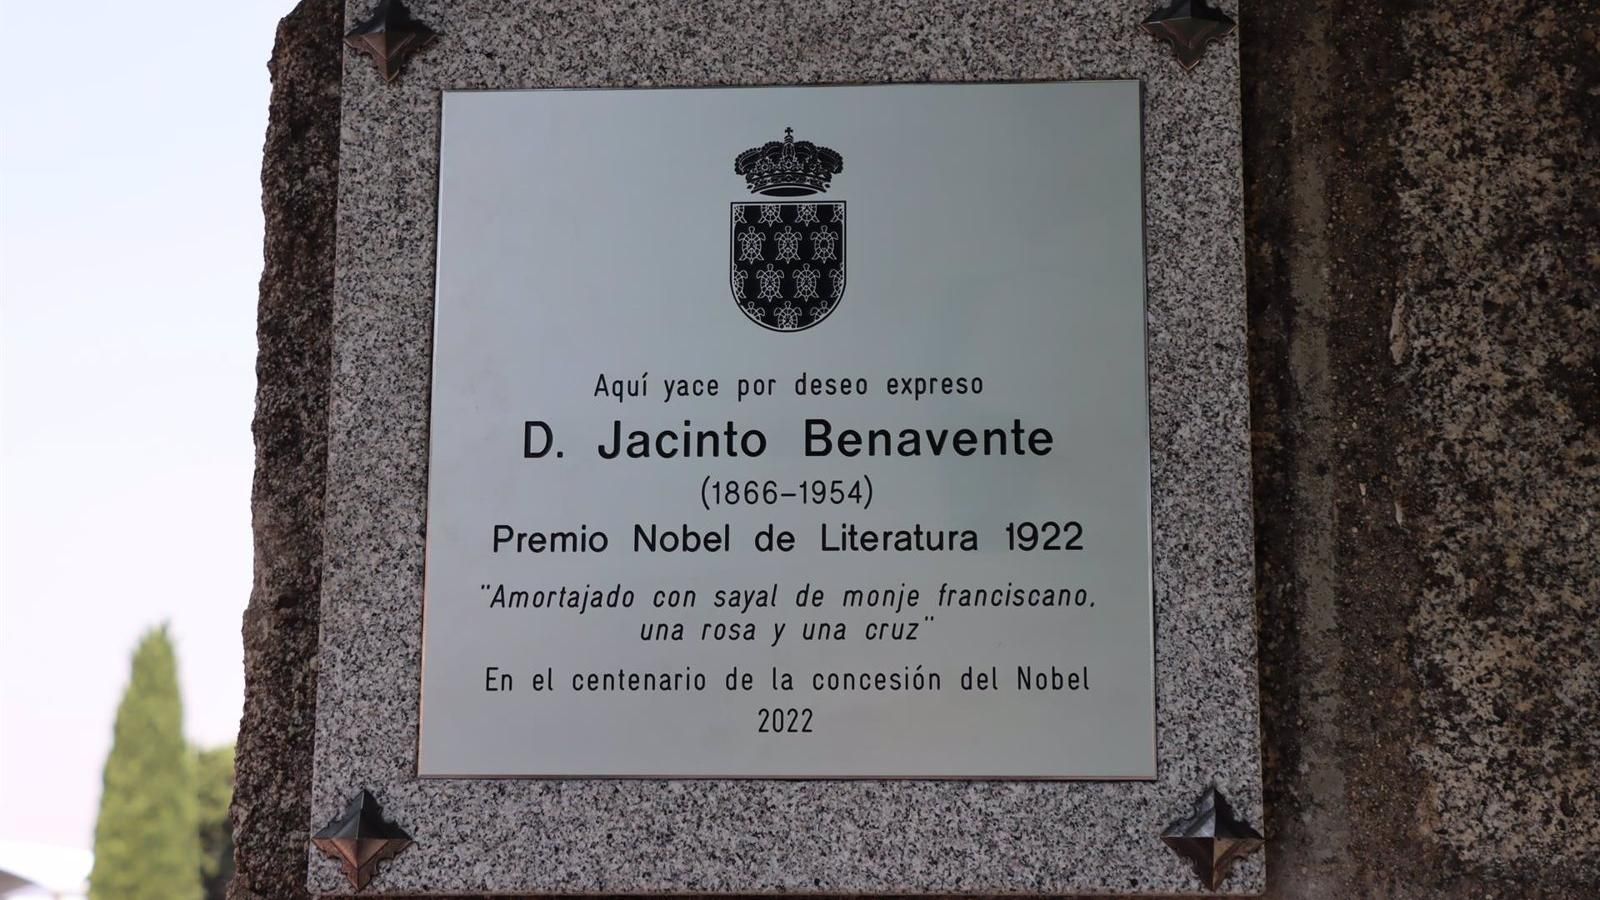 Aquí yace por deseo expreso
D. Jacinto Benavente
(1866–1954)
Premio Nobel de Literatura 1922
"Amortajado con sayal de monje franciscano,
una rosa y una cruz"
En el centenario de la concesión del Nobel
2022